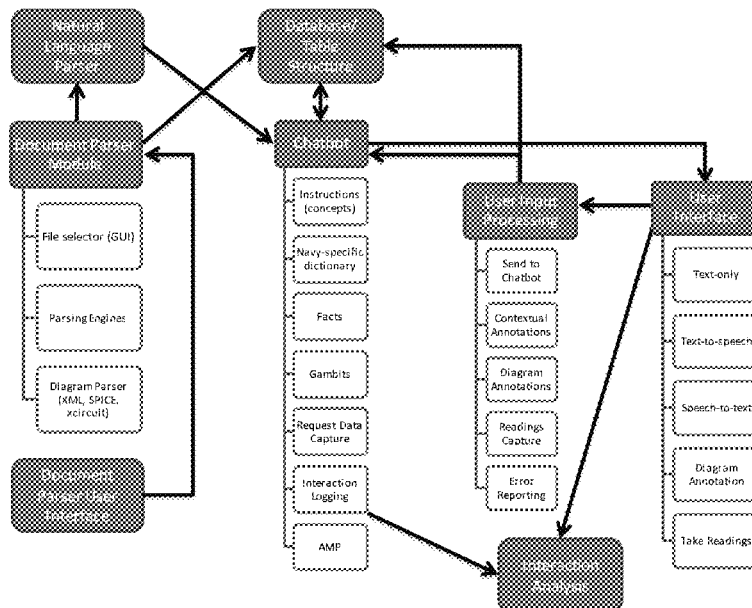 Natural
Language
Parser
Database/
Table
Structure
Document Parser
Module
File selector (GUI)
Parsing Engines
Diagram Parser
(XML, SPICE,
xcircuit)
Document
Parser User
Interface
Chatbot
Instructions
(concepts)
Navy-specific
dictionary
Facts
Gambits
Request Data
Capture
Interaction
Logging
AMP
User Input
Processing
Send to
Chatbot
Contextual
Annotations
Diagram
Annotations
Readings
Capture
Error
Reporting
User
Interface
Text-only
Text-to-speech
Speech-to-text
Diagram
Annotation
Take Readings
Interaction